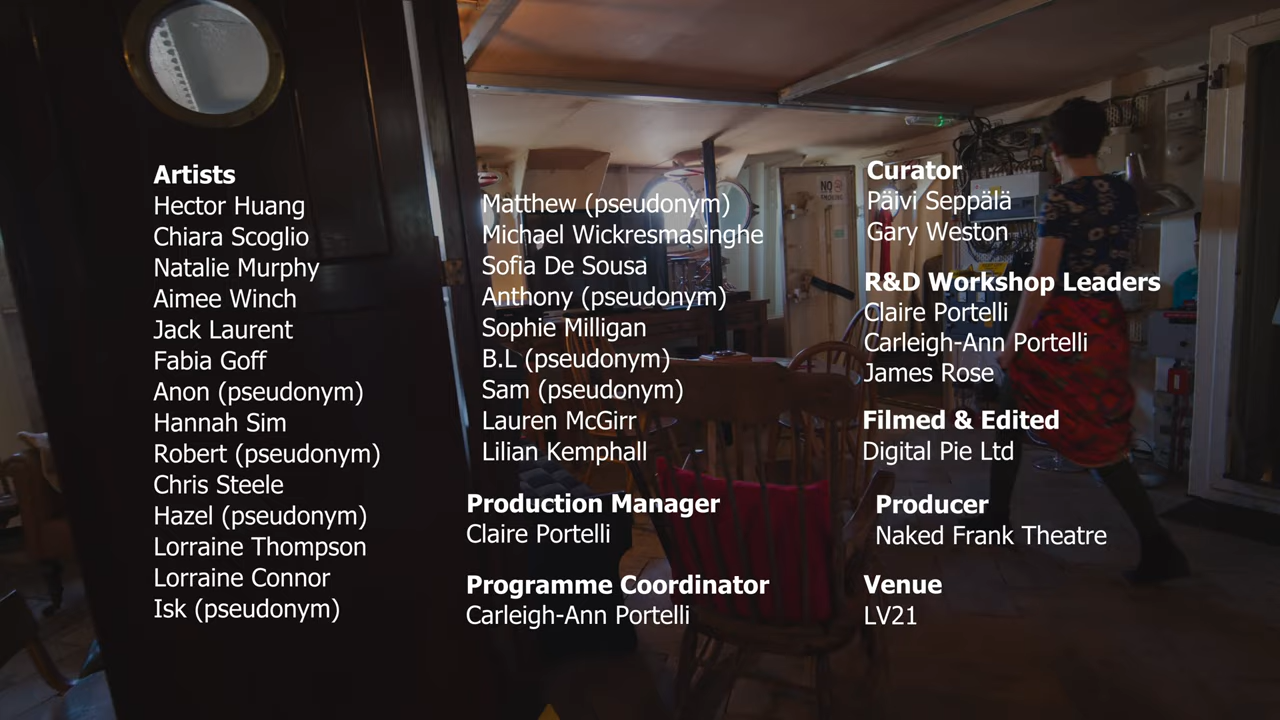 Artists
Hector Huang
Chiara Scoglio
Natalie Murphy
Aimee Winch
Jack Laurent
Fabia Goff
Anon (pseudonym)
Hannah Sim
Robert (pseudonym)
Chris Steele
Hazel (pseudonym)
Lorraine Thompson
Lorraine Connor
Isk (pseudonym)
Matthew (pseudonym)
Michael Wickresmasinghe
Sofia De Sousa
Anthony (pseudonym)
Sophie Milligan
B.L (pseudonym)
Sam (pseudonym)
Lauren McGirr
Lilian Kemphall
Production Manager
Claire Portelli
Programme Coordinator
Carleigh-Ann Portelli
Curator
Päivi Seppälä
Gary Weston
R&D Workshop Leaders
Claire Portelli
Carleigh-Ann Portelli
James Rose
Filmed & Edited
Digital Pie Ltd
Producer
Naked Frank Theatre
Venue
LV21
NO
SMOKING